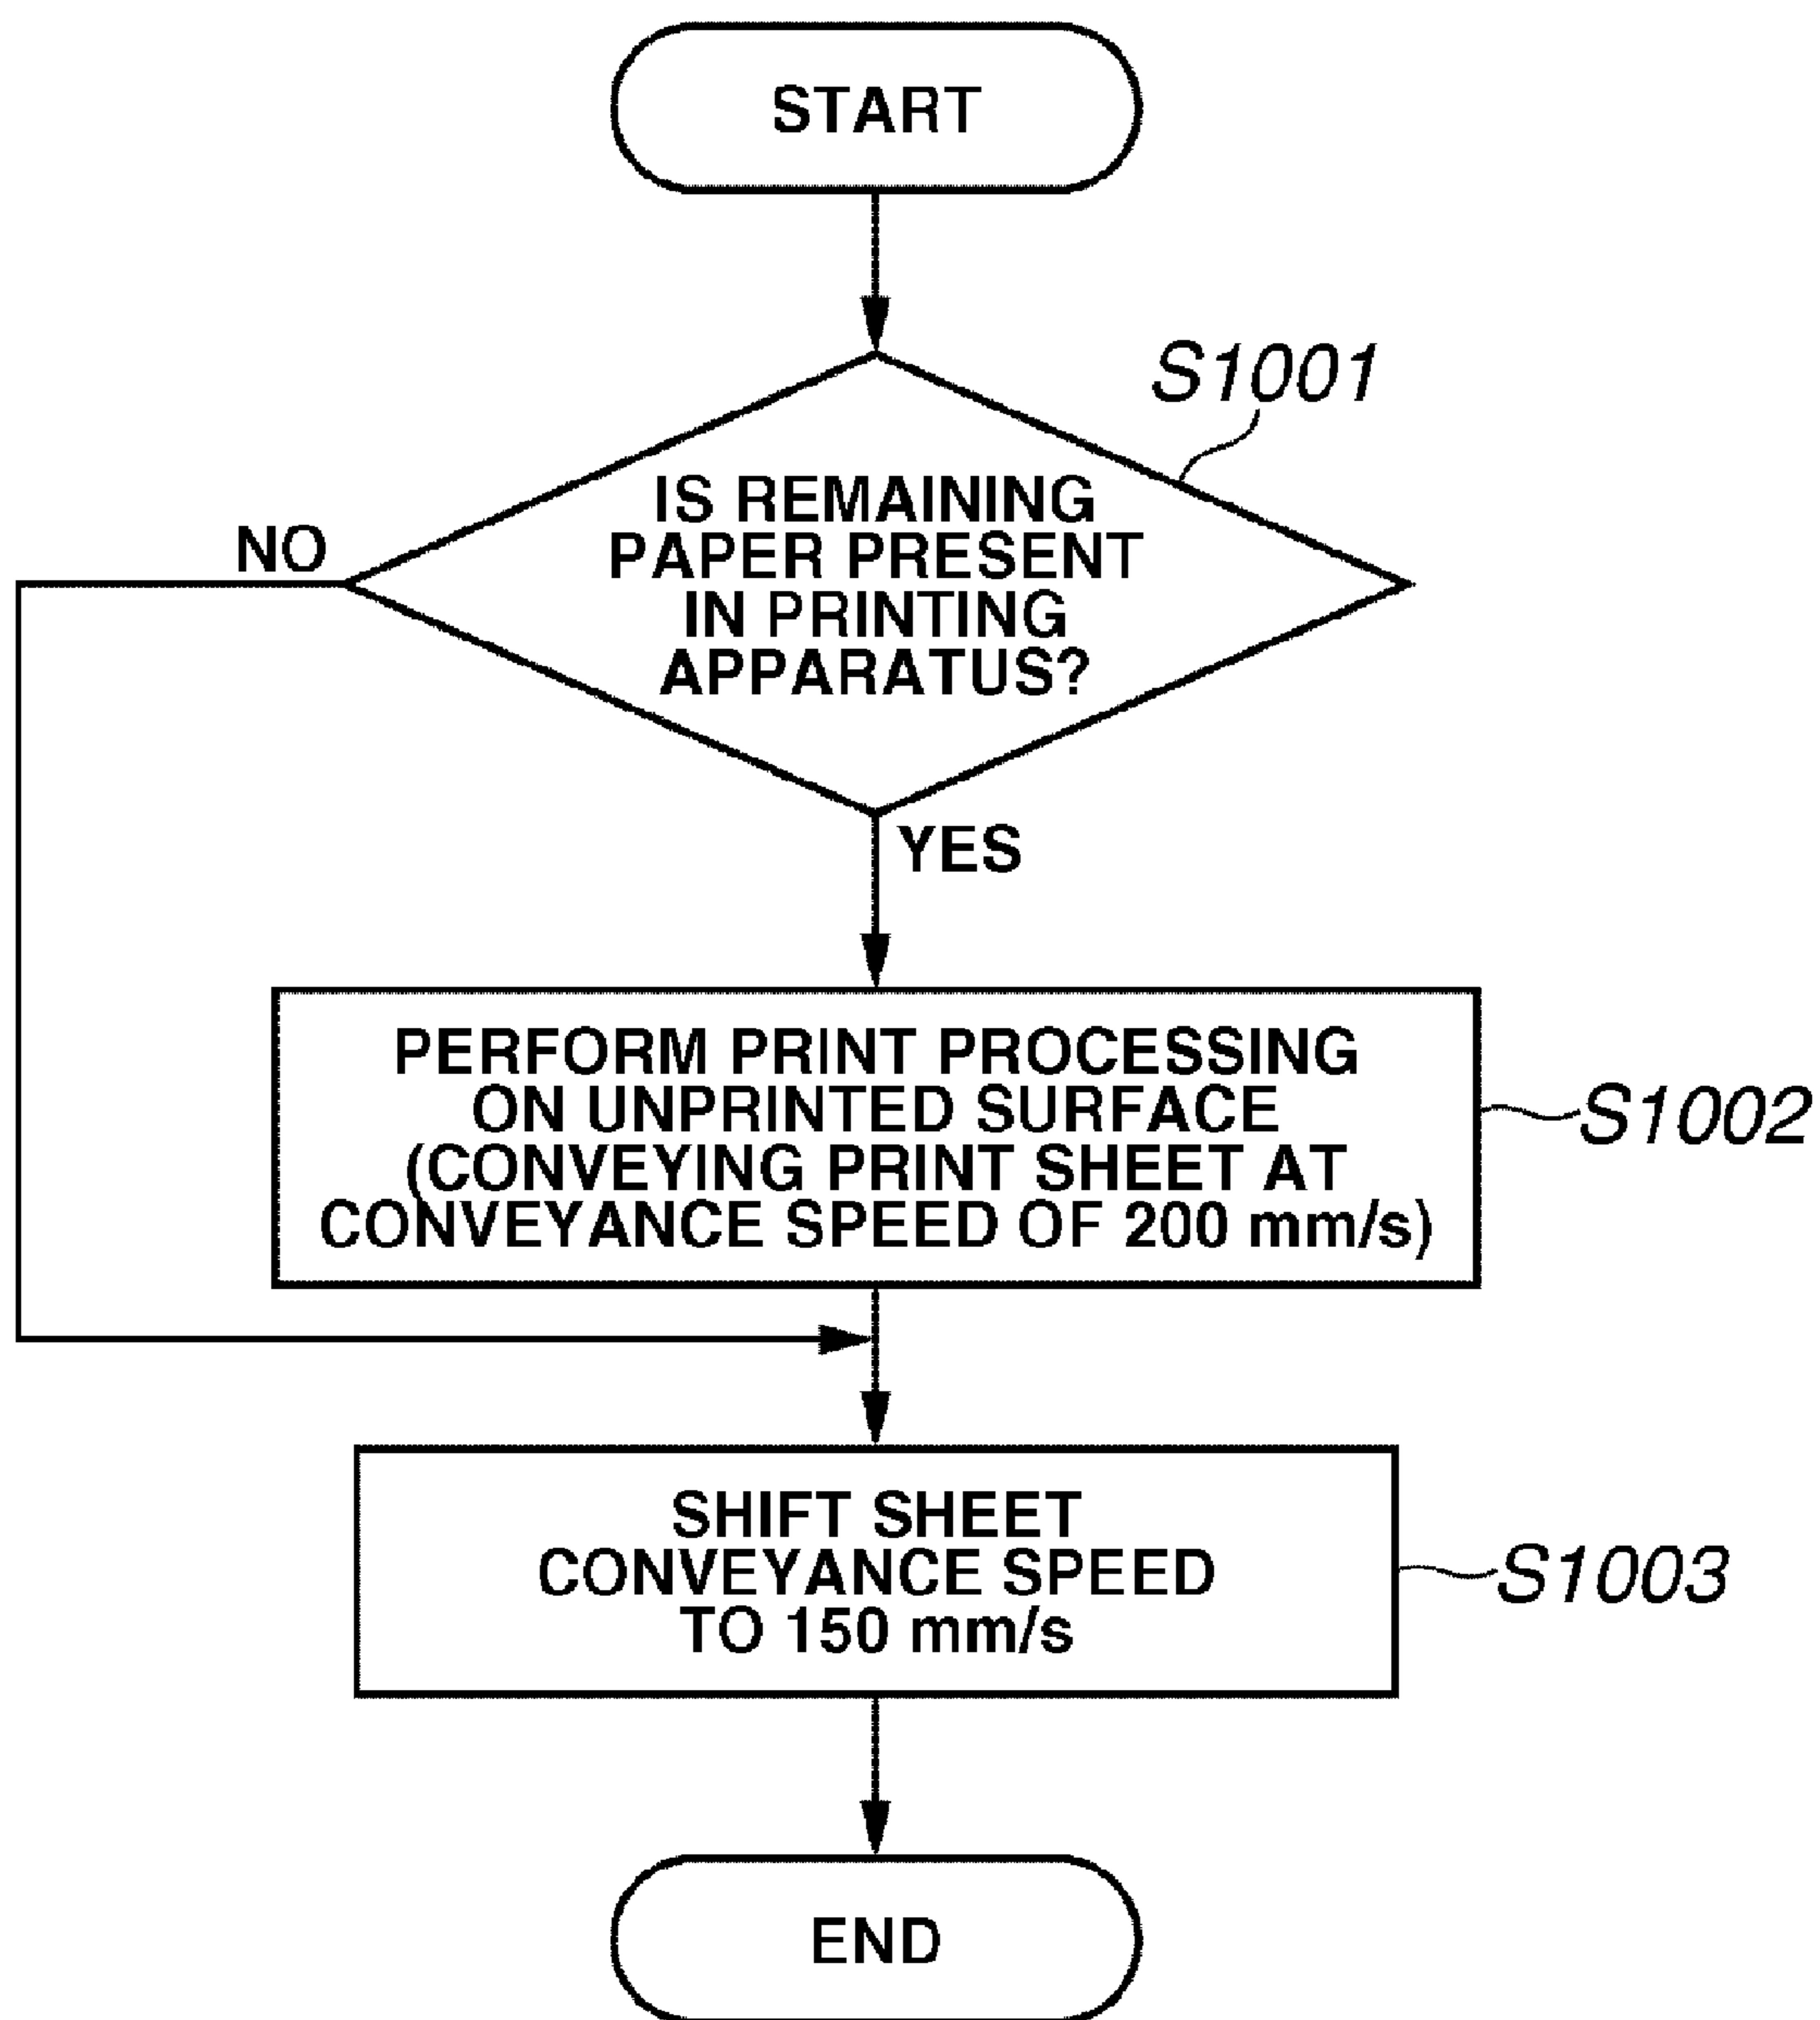 START
S1001
IS REMAINING
PAPER PRESENT
IN PRINTING
APPARATUS?
NO
YES
PERFORM PRINT PROCESSING
ON UNPRINTED SURFACE
(CONVEYING PRINT SHEET AT
CONVEYANCE SPEED OF 200 mm/s)
S1002
SHIFT SHEET
CONVEYANCE SPEED
TO 150 mm/s
S1003
END